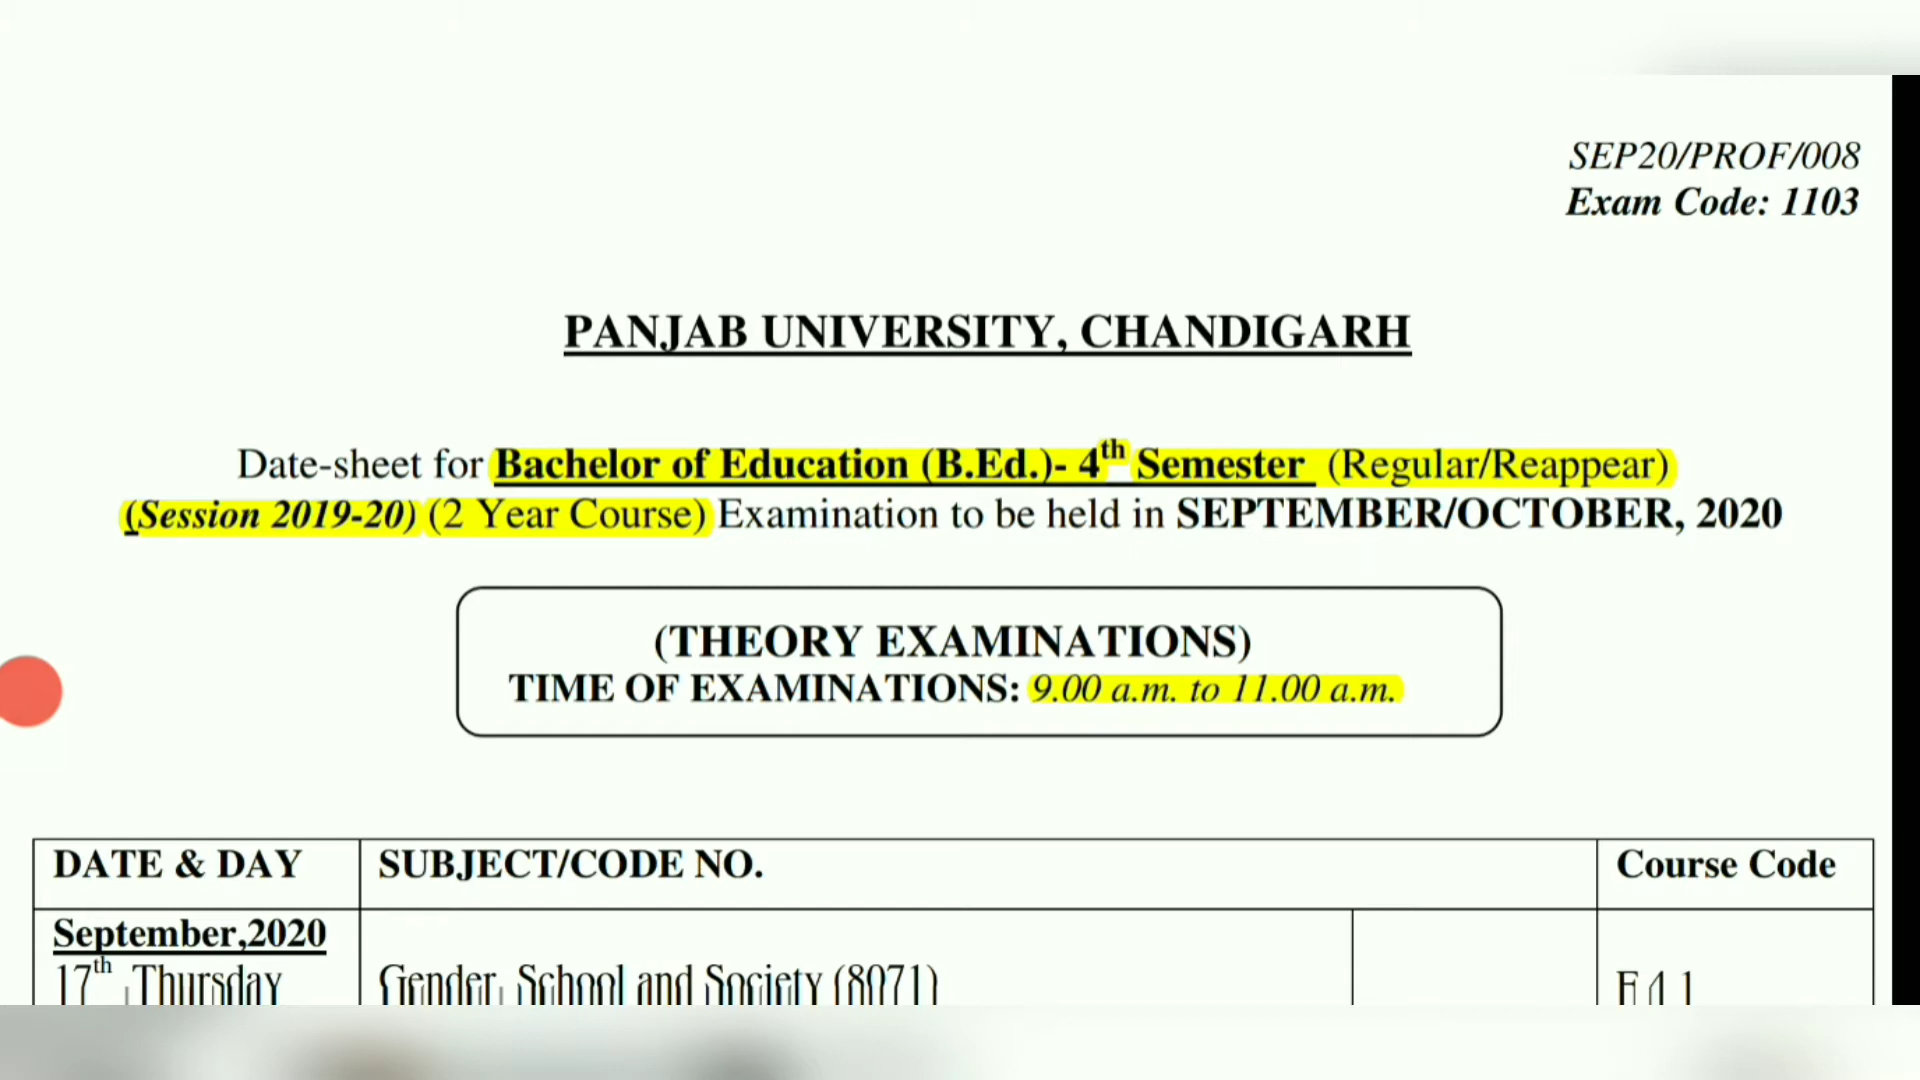 SEP20/PROF/008
Exam Code: 1103
PANJAB UNIVERSITY, CHANDIGARH
Date-sheet for Bachelor of Education (B.Ed.)- 4th Semester (Regular/Reappear)
(Session 2019-20) (2 Year Course) Examination to be held in SEPTEMBER/OCTOBER, 2020
(THEORY EXAMINATIONS)
TIME OF EXAMINATIONS: 9.00 a.m. to 11.00 a.m.
DATE & DAY SUBJECT/CODE NO. Course Code
September,2020
17th , Thursday Gender, School and Society (8071)